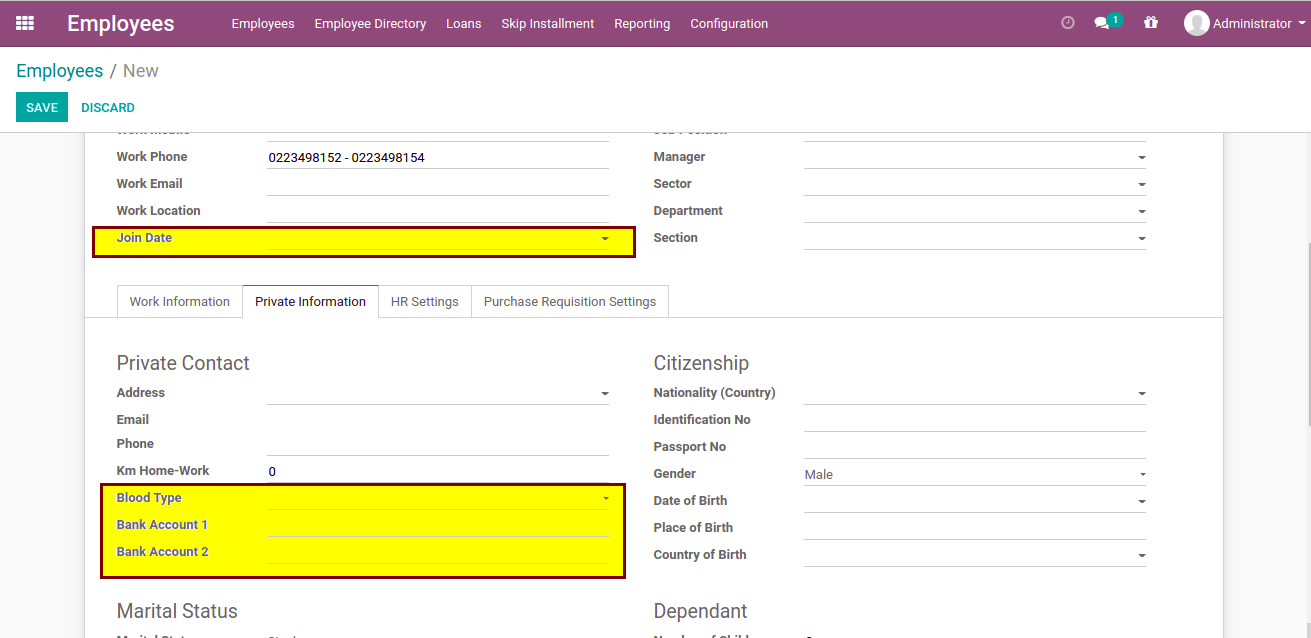 Employees Employees Employee Directory Loans Skip Installment Reporting Configuration 1 Administrator
Employees / New
SAVE DISCARD
Work Phone 0223498152 - 0223498154 Manager
Work Email Sector
Work Location Department
Join Date Section
Work Information Private Information HR Settings Purchase Requisition Settings
Private Contact Citizenship
Address Nationality (Country)
Email Identification No
Phone Passport No
Km Home-Work 0 Gender Male
Blood Type Date of Birth
Bank Account 1 Place of Birth
Bank Account 2 Country of Birth
Marital Status Dependant